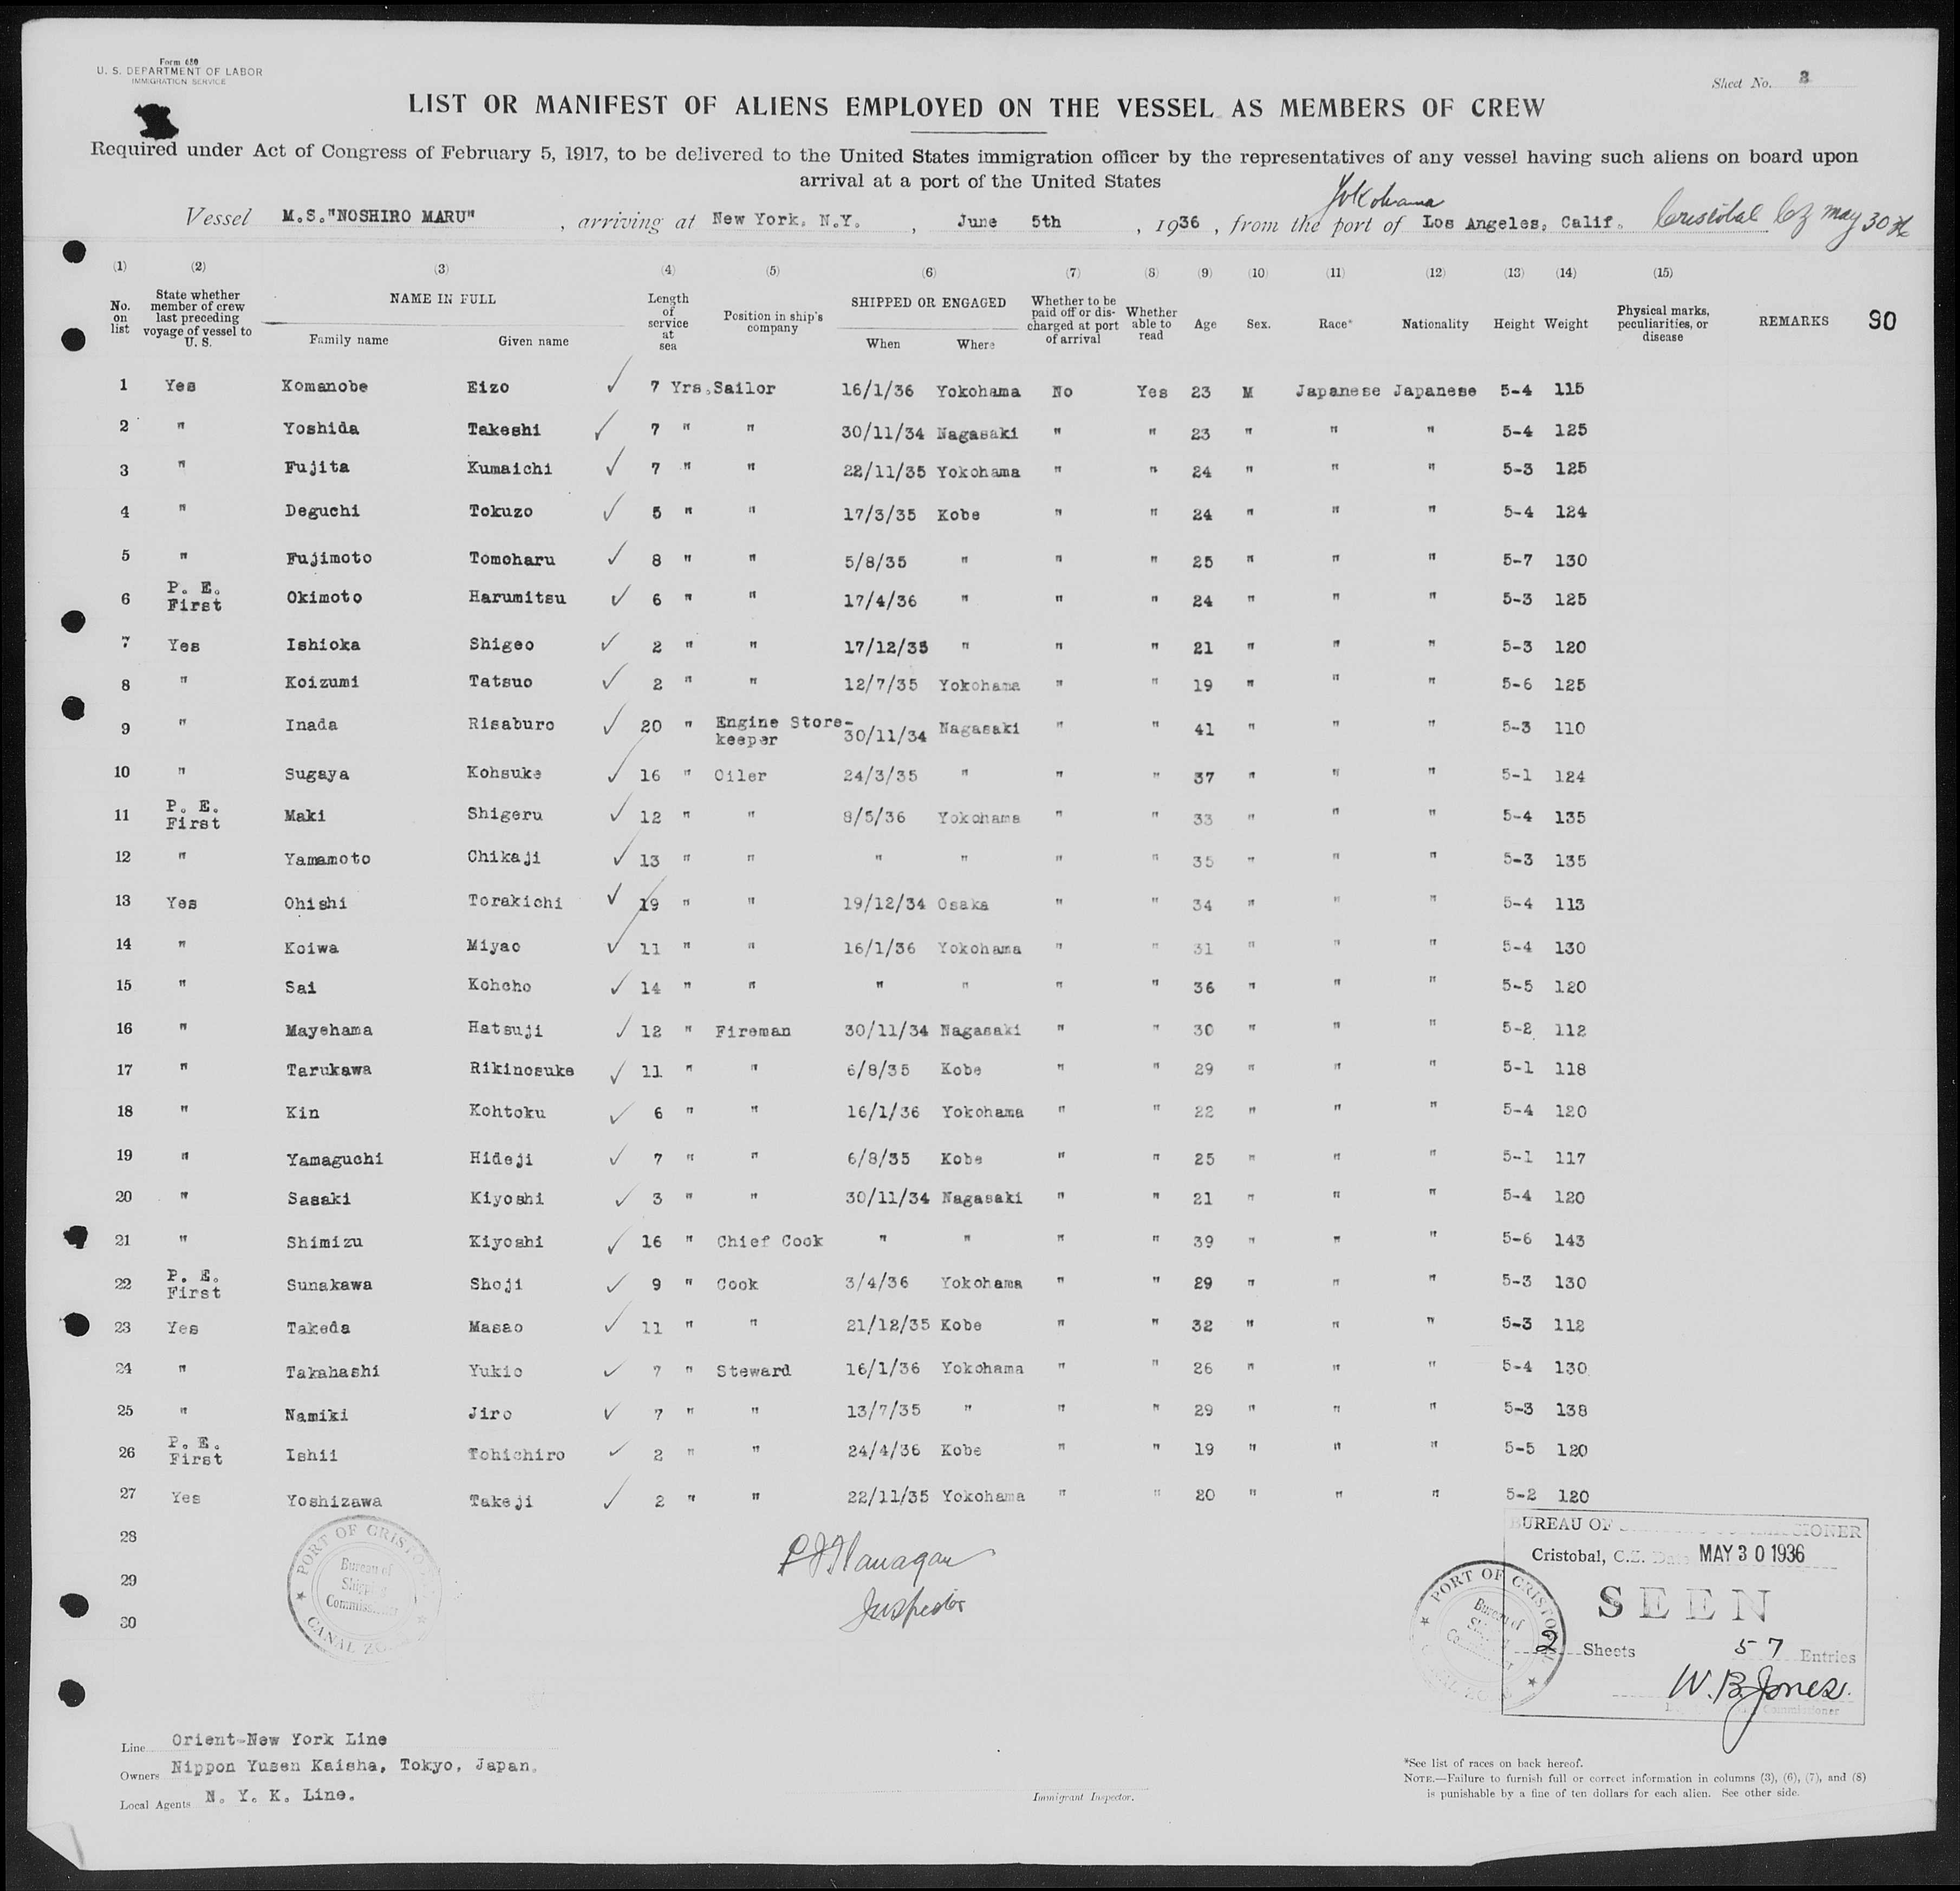 Form 680
U. S. DEPARTMENT OF LABOR
IMMIGRATION SERVICE
Sheet No.
LIST OR MANIFEST OF ALIENS EMPLOYED ON THE VESSEL AS MEMBERS OF CREW
Required under Act of Congress of February 5, 1917, to be delivered to the United States immigration officer by the representatives of any vessel having such aliens on board upon
arrival at a port of the United States
Yokohama
Vessel M.S."NOSHIRO MARU" , arriving at New York, N.Y. , June 5th , 1936 , from the port of Los Angeles, Calif. Cristobal CZ May 30
(1) (2) (3) (4) (5) (6) (7) (8) (9) (10) (11) (12) (13) (14) (15)
No. on list State whether member of crew last preceding voyage of vessel to U. S. NAME IN FULL Family name Given name Length of service at sea Position in ship's company SHIPPED OR ENGAGED When Where Whether to be paid off or discharged at port of arrival Whether able to read Age Sex. Race* Nationality Height Weight Physical marks, peculiarities, or disease REMARKS 90
1 Yes Komanobe Eizo ✓ 7 Yrs. Sailor 16/1/36 Yokohama No Yes 23 M Japanese Japanese 5-4 115
2 " Yoshida Takeshi ✓ 7 " " 30/11/34 Nagasaki " " 23 " " " 5-4 125
3 " Fujita Kumaichi ✓ 7 " " 22/11/35 Yokohama " " 24 " " " 5-3 125
4 " Deguchi Tokuzo ✓ 5 " " 17/3/35 Kobe " " 24 " " " 5-4 124
5 " Fujimoto Tomoharu ✓ 8 " " 5/8/35 " " " 25 " " " 5-7 130
6 P. E. First Okimoto Harumitsu ✓ 6 " " 17/4/36 " " " 24 " " " 5-3 125
7 Yes Ishioka Shigeo ✓ 2 " " 17/12/35 " " " 21 " " " 5-3 120
8 " Koizumi Tatsuo ✓ 2 " " 12/7/35 Yokohama " " 19 " " " 5-6 125
9 " Inada Risaburo ✓ 20 " Engine Store-keeper 30/11/34 Nagasaki " " 41 " " " 5-3 110
10 " Sugaya Kohsuke ✓ 16 " Oiler 24/3/35 " " " 37 " " " 5-1 124
11 P. E. First Maki Shigeru ✓ 12 " " 8/5/36 Yokohama " " 33 " " " 5-4 135
12 " Yamamoto Chikaji ✓ 13 " " " " " " 35 " " " 5-3 135
13 Yes Ohishi Torakichi ✓ 19 " " 19/12/34 Osaka " " 34 " " " 5-4 113
14 " Koiwa Miyao ✓ 11 " " 16/1/36 Yokohama " " 31 " " " 5-4 130
15 " Sai Kohcho ✓ 14 " " " " " " 36 " " " 5-5 120
16 " Mayehama Hatsuji ✓ 12 " Fireman 30/11/34 Nagasaki " " 30 " " " 5-2 112
17 " Tarukawa Rikinosuke ✓ 11 " " 6/8/35 Kobe " " 29 " " " 5-1 118
18 " Kin Kohtoku ✓ 6 " " 16/1/36 Yokohama " " 22 " " " 5-4 120
19 " Yamaguchi Hideji ✓ 7 " " 6/8/35 Kobe " " 25 " " " 5-1 117
20 " Sasaki Kiyoshi ✓ 3 " " 30/11/34 Nagasaki " " 21 " " " 5-4 120
21 " Shimizu Kiyoshi ✓ 16 " Chief Cook " " " " 39 " " " 5-6 143
22 P. E. First Sunakawa Shoji ✓ 9 " Cook 3/4/36 Yokohama " " 29 " " " 5-3 130
23 Yes Takeda Masao ✓ 11 " " 21/12/35 Kobe " " 32 " " " 5-3 112
24 " Takahashi Yukio ✓ 7 " Steward 16/1/36 Yokohama " " 26 " " " 5-4 130
25 " Namiki Jiro ✓ 7 " " 13/7/35 " " " 29 " " " 5-3 138
26 P. E. First Ishii Tohichiro ✓ 2 " " 24/4/36 Kobe " " 19 " " " 5-5 120
27 Yes Yoshizawa Takeji ✓ 2 " " 22/11/35 Yokohama " " 20 " " " 5-2 120
28
29
30
PORT OF CRISTOBAL
Bureau of
Shipping
Commissioner
CANAL ZONE
P J Flanagan
Inspector
BUREAU OF COMMISSIONER
Cristobal, C.Z. Date MAY 30 1936
SEEN
2 Sheets 57 Entries
W. B. Jones.
Commissioner
PORT OF CRISTOBAL
Bureau of
Line Orient-New York Line
Owners Nippon Yusen Kaisha, Tokyo, Japan.
Local Agents N. Y. K. Line.
Immigrant Inspector.
*See list of races on back hereof.
NOTE.—Failure to furnish full or correct information in columns (3), (6), (7), and (8)
is punishable by a fine of ten dollars for each alien. See other side.